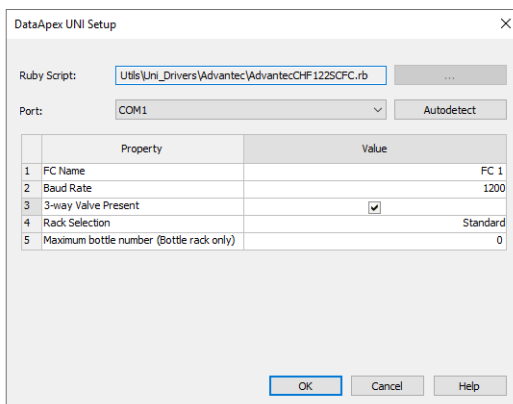 DataApex UNI Setup
Ruby Script: Utils\Uni_Drivers\Advantec\AdvantecCHF122SCFC.rb ...
Port: COM1 Autodetect
Property Value
1 FC Name FC 1
2 Baud Rate 1200
3 3-way Valve Present
4 Rack Selection Standard
5 Maximum bottle number (Bottle rack only) 0
OK Cancel Help